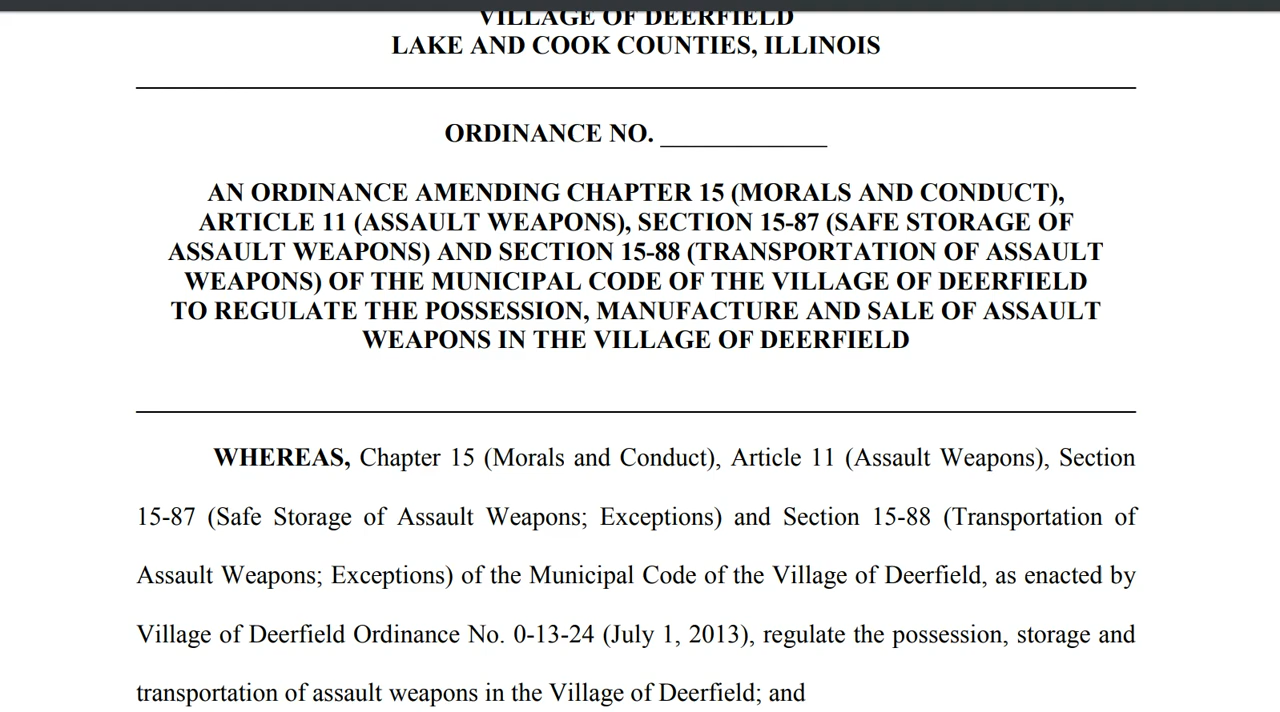 VILLAGE OF DEERFIELD
LAKE AND COOK COUNTIES, ILLINOIS
ORDINANCE NO. _____________
AN ORDINANCE AMENDING CHAPTER 15 (MORALS AND CONDUCT),
ARTICLE 11 (ASSAULT WEAPONS), SECTION 15-87 (SAFE STORAGE OF
ASSAULT WEAPONS) AND SECTION 15-88 (TRANSPORTATION OF ASSAULT
WEAPONS) OF THE MUNICIPAL CODE OF THE VILLAGE OF DEERFIELD
TO REGULATE THE POSSESSION, MANUFACTURE AND SALE OF ASSAULT
WEAPONS IN THE VILLAGE OF DEERFIELD
WHEREAS, Chapter 15 (Morals and Conduct), Article 11 (Assault Weapons), Section
15-87 (Safe Storage of Assault Weapons; Exceptions) and Section 15-88 (Transportation of
Assault Weapons; Exceptions) of the Municipal Code of the Village of Deerfield, as enacted by
Village of Deerfield Ordinance No. 0-13-24 (July 1, 2013), regulate the possession, storage and
transportation of assault weapons in the Village of Deerfield; and